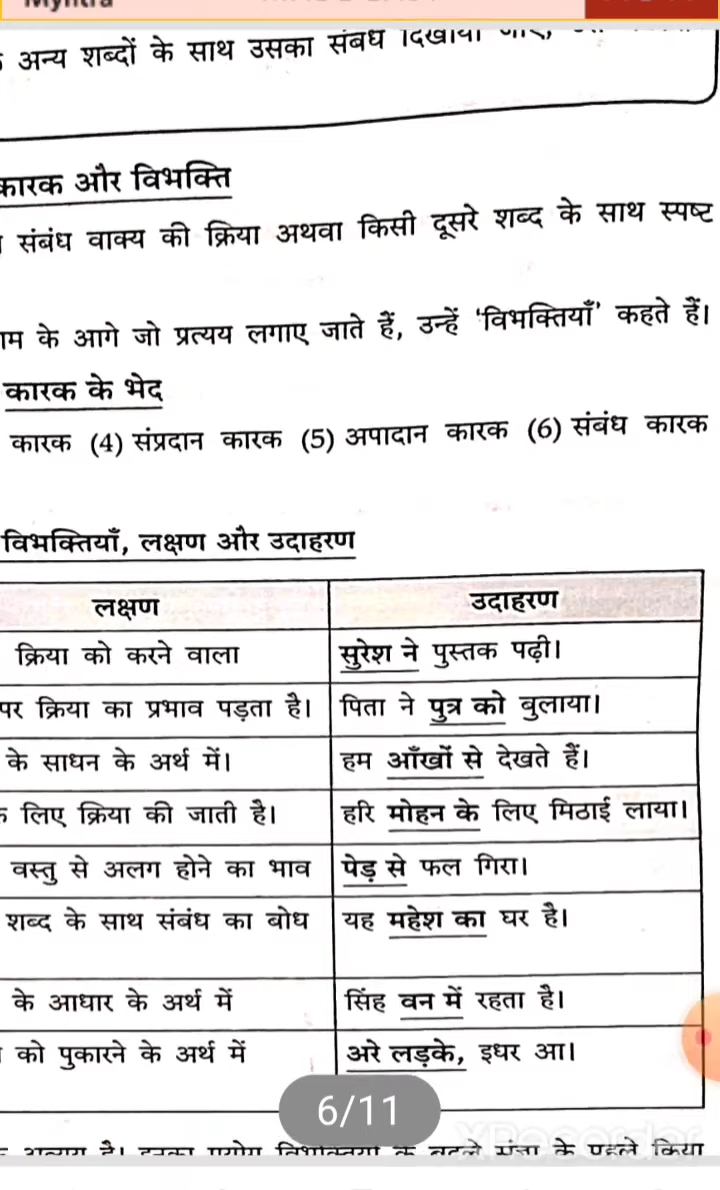 अन्य शब्दों के साथ उसका संबंध दिखाया
कारक और विभक्ति
संबंध वाक्य की क्रिया अथवा किसी दूसरे शब्द के साथ स्पष्ट
के आगे जो प्रत्यय लगाए जाते हैं, उन्हें 'विभक्तियाँ' कहते हैं।
कारक के भेद
कारक (4) संप्रदान कारक (5) अपादान कारक (6) संबंध कारक
विभक्तियाँ, लक्षण और उदाहरण
लक्षण उदाहरण
क्रिया को करने वाला सुरेश ने पुस्तक पढ़ी।
पर क्रिया का प्रभाव पड़ता है। पिता ने पुत्र को बुलाया।
के साधन के अर्थ में। हम आँखों से देखते हैं।
लिए क्रिया की जाती है। हरि मोहन के लिए मिठाई लाया।
वस्तु से अलग होने का भाव पेड़ से फल गिरा।
शब्द के साथ संबंध का बोध यह महेश का घर है।
के आधार के अर्थ में सिंह वन में रहता है।
को पुकारने के अर्थ में अरे लड़के, इधर आ।
6/11
XRecorder
के पहले किया